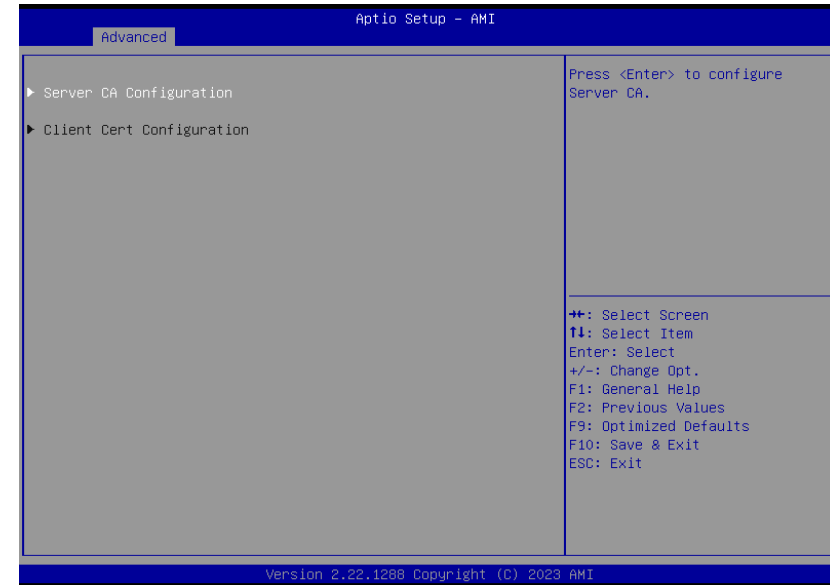 Aptio Setup – AMI
Advanced
▶ Server CA Configuration
▶ Client Cert Configuration
Press <Enter> to configure
Server CA.
→←: Select Screen
↑↓: Select Item
Enter: Select
+/-: Change Opt.
F1: General Help
F2: Previous Values
F9: Optimized Defaults
F10: Save & Exit
ESC: Exit
Version 2.22.1288 Copyright (C) 2023 AMI